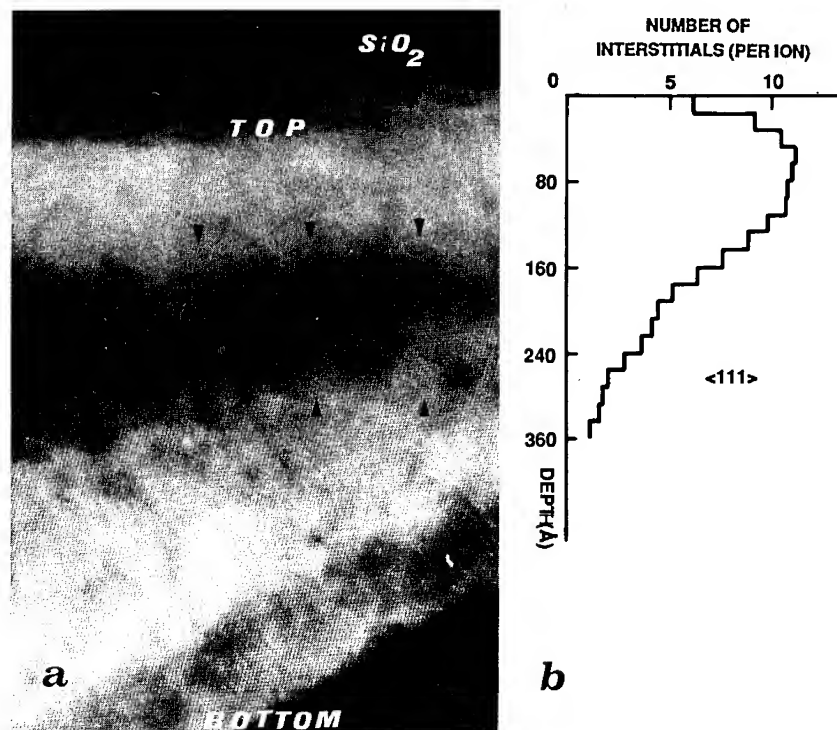 SiO2
TOP
a
BOTTOM
NUMBER OF
INTERSTITIALS (PER ION)
0 5 10
80
160
240
<111>
360
DEPTH(Å)
b